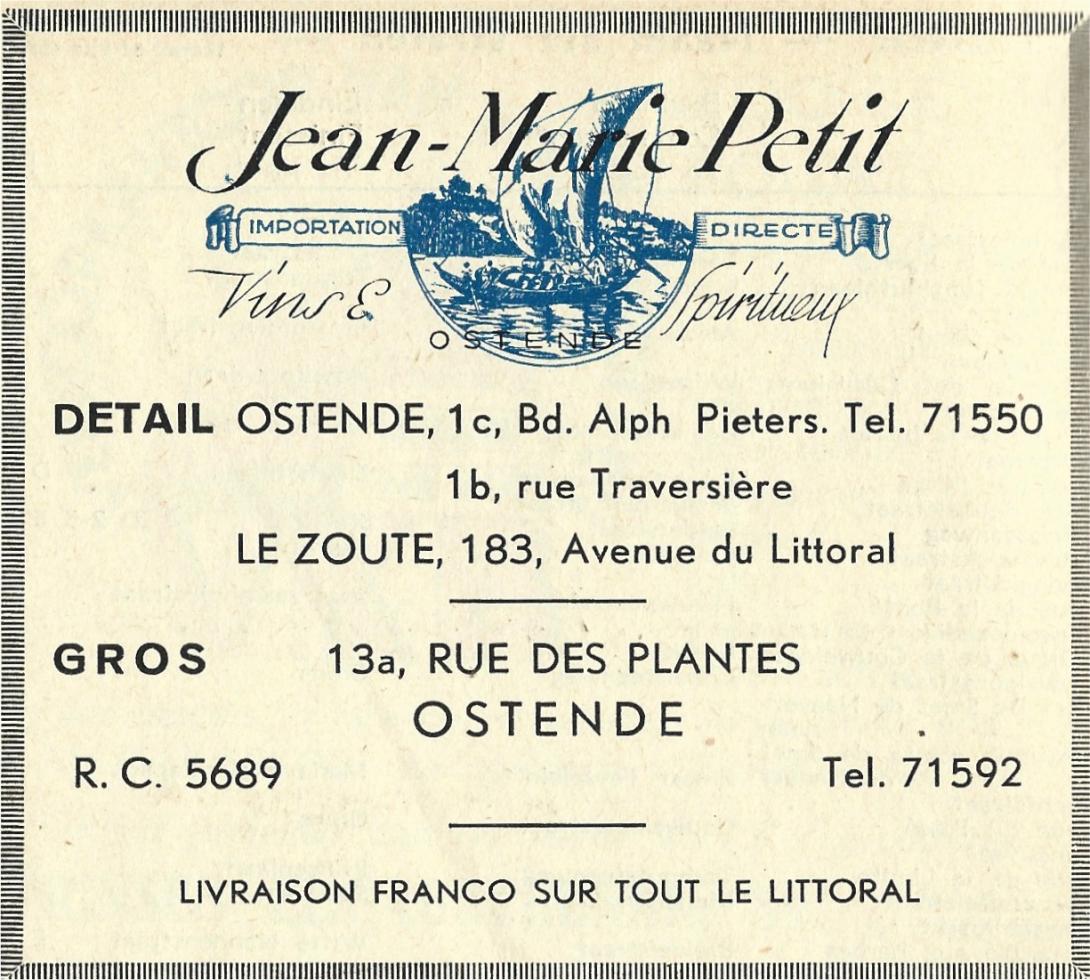 Jean-Marie Petit
IMPORTATION DIRECTE
Vins & Spiritueux
OSTENDE
DETAIL OSTENDE, 1c, Bd. Alph Pieters. Tel. 71550
1b, rue Traversière
LE ZOUTE, 183, Avenue du Littoral
GROS 13a, RUE DES PLANTES
OSTENDE
R. C. 5689 Tel. 71592
LIVRAISON FRANCO SUR TOUT LE LITTORAL